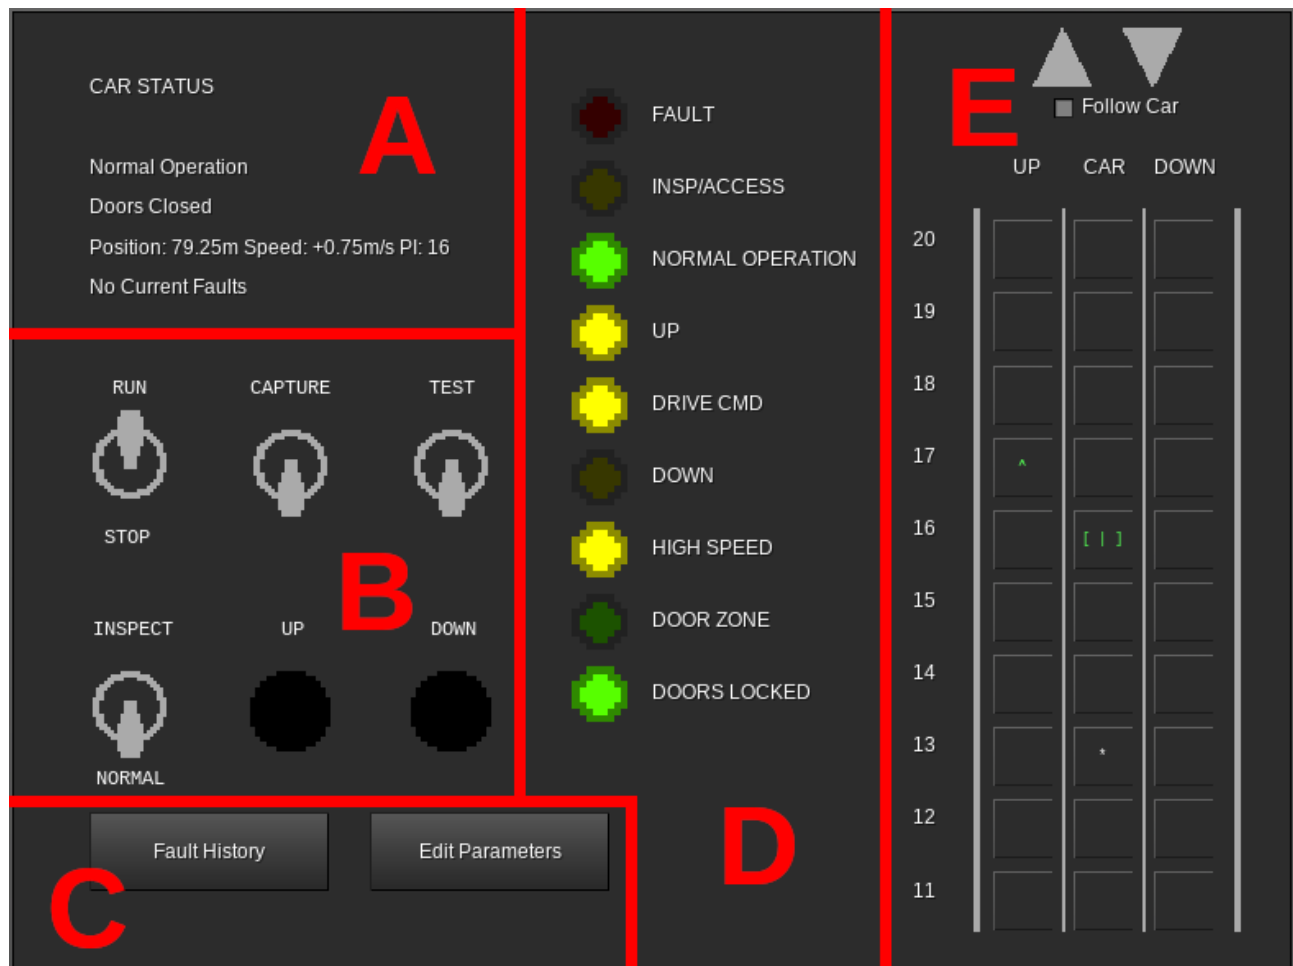 A
CAR STATUS
Normal Operation
Doors Closed
Position: 79.25m Speed: +0.75m/s PI: 16
No Current Faults
B
RUN CAPTURE TEST
STOP
INSPECT UP DOWN
NORMAL
C
Fault History Edit Parameters
D
FAULT
INSP/ACCESS
NORMAL OPERATION
UP
DRIVE CMD
DOWN
HIGH SPEED
DOOR ZONE
DOORS LOCKED
E
Follow Car
UP CAR DOWN
20
19
18
17 ^
16 [ | ]
15
14
13 *
12
11